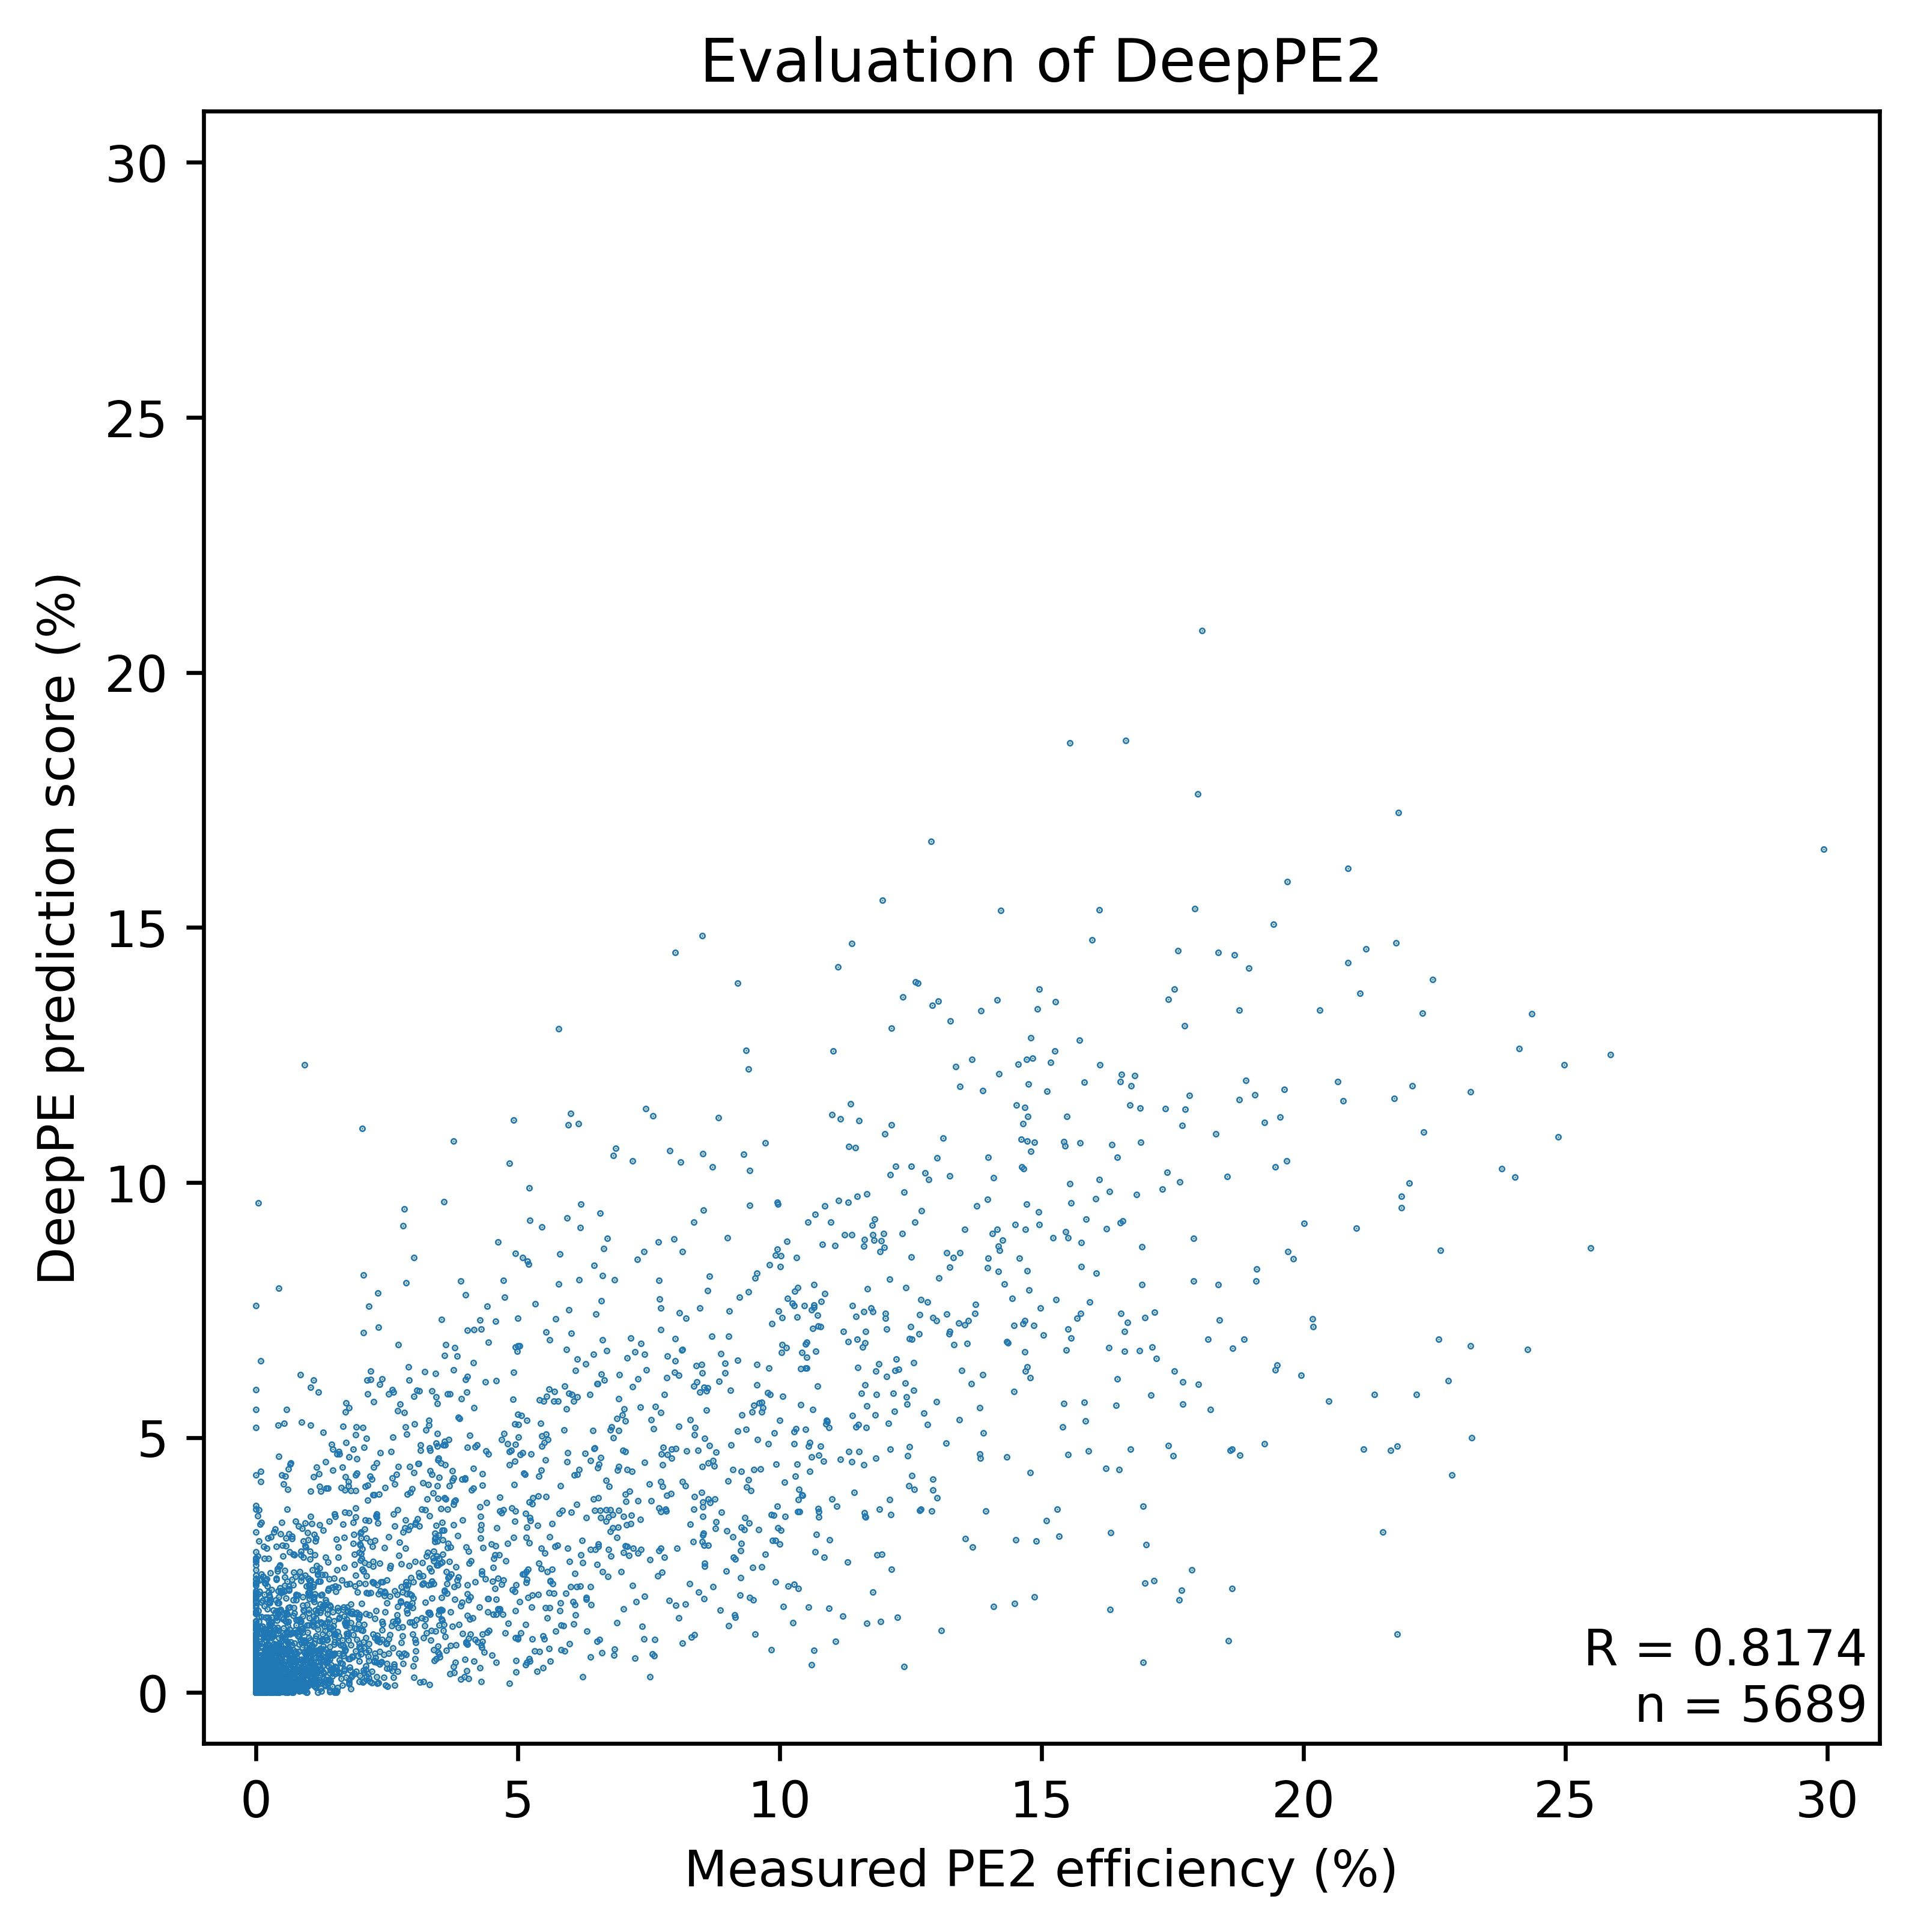 Evaluation of DeepPE2
DeepPE prediction score (%)
30
25
20
15
10
5
0
R = 0.8174
n = 5689
0 5 10 15 20 25 30
Measured PE2 efficiency (%)